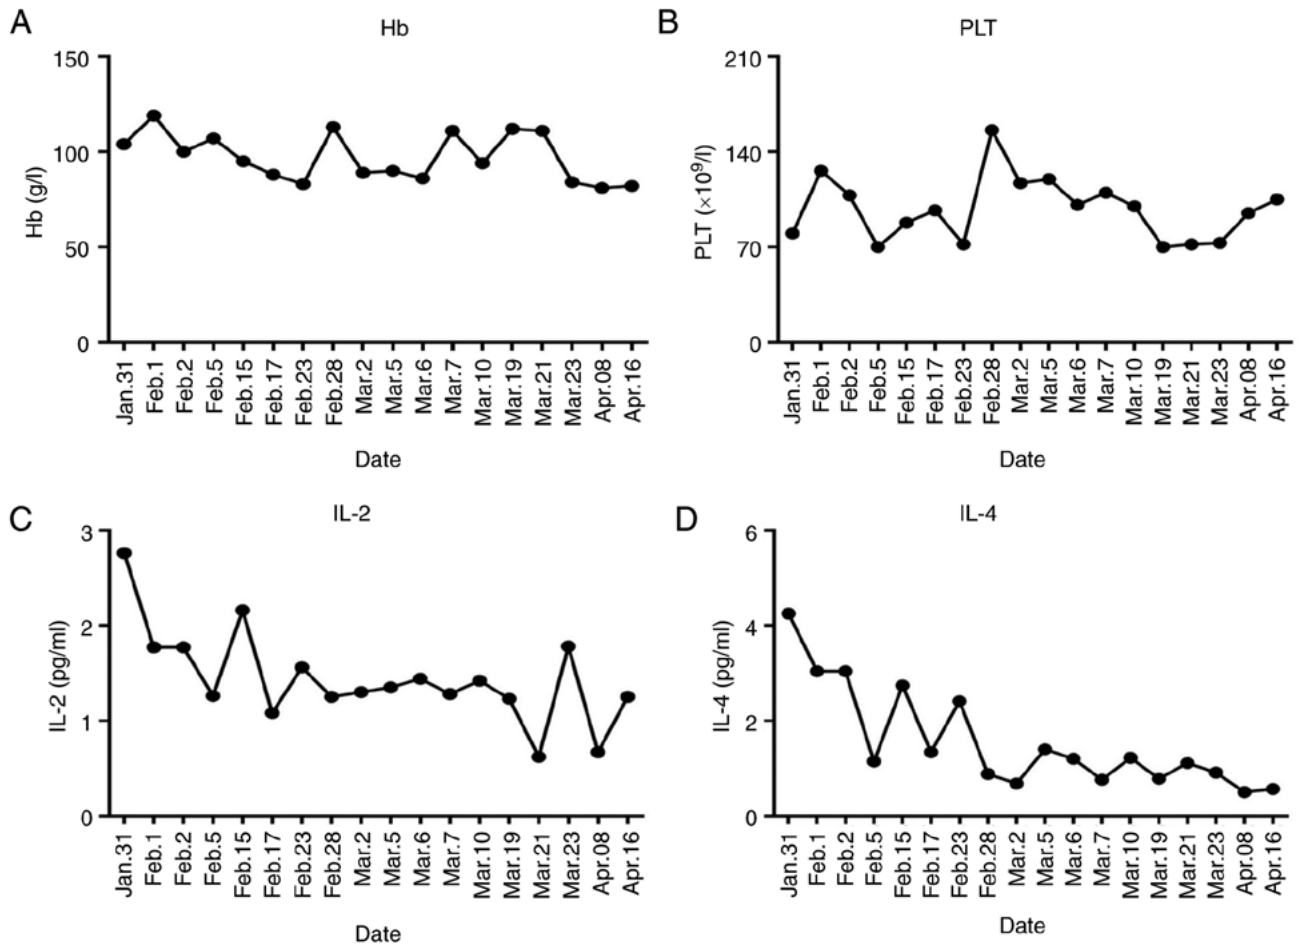 A
Hb
150
100
50
0
Hb (g/l)
Jan.31
Feb.1
Feb.2
Feb.5
Feb.15
Feb.17
Feb.23
Feb.28
Mar.2
Mar.5
Mar.6
Mar.7
Mar.10
Mar.19
Mar.21
Mar.23
Apr.08
Apr.16
Date
B
PLT
210
140
70
0
PLT (×10⁹/l)
Jan.31
Feb.1
Feb.2
Feb.5
Feb.15
Feb.17
Feb.23
Feb.28
Mar.2
Mar.5
Mar.6
Mar.7
Mar.10
Mar.19
Mar.21
Mar.23
Apr.08
Apr.16
Date
C
IL-2
3
2
1
0
IL-2 (pg/ml)
Jan.31
Feb.1
Feb.2
Feb.5
Feb.15
Feb.17
Feb.23
Feb.28
Mar.2
Mar.5
Mar.6
Mar.7
Mar.10
Mar.19
Mar.21
Mar.23
Apr.08
Apr.16
Date
D
IL-4
6
4
2
0
IL-4 (pg/ml)
Jan.31
Feb.1
Feb.2
Feb.5
Feb.15
Feb.17
Feb.23
Feb.28
Mar.2
Mar.5
Mar.6
Mar.7
Mar.10
Mar.19
Mar.21
Mar.23
Apr.08
Apr.16
Date